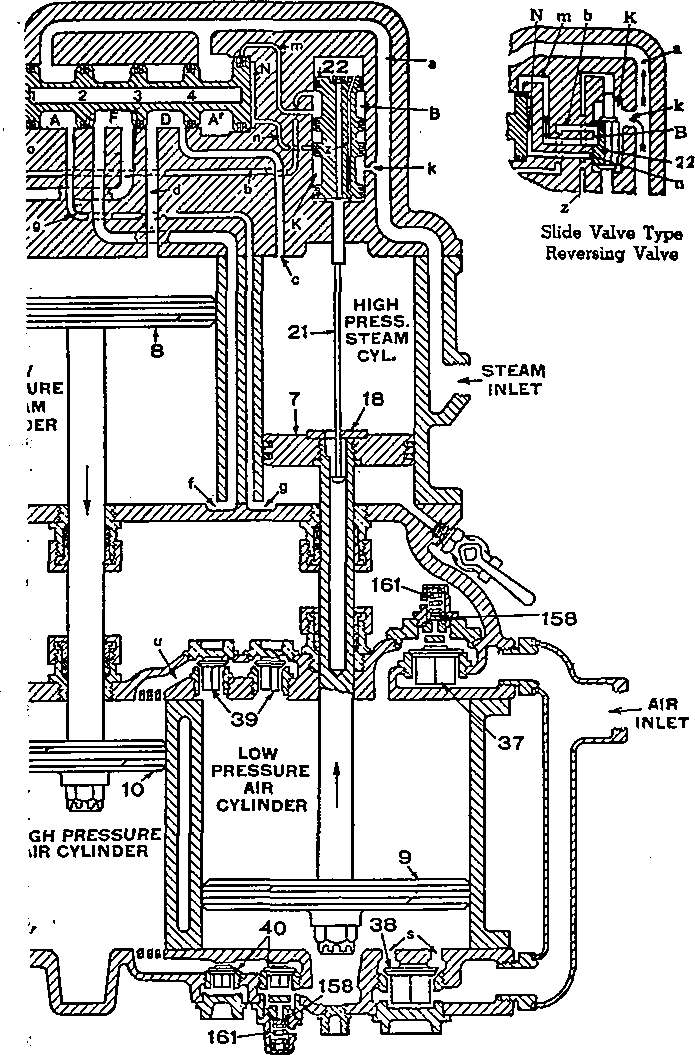 m
22
N
a
1
2
3
4
A
F
D
A'
B
n
z
k
o
b
d
K
g
c
N m b K
a
k
B
22
n
z
Slide Valve Type
Reversing Valve
HIGH
PRESS.
STEAM
CYL.
21
8
STEAM
INLET
URE
AM
DER
7
18
f
g
161
158
u
39
37
AIR
INLET
LOW
PRESSURE
AIR
CYLINDER
10
GH PRESSURE
IR CYLINDER
9
40
38
s
158
161